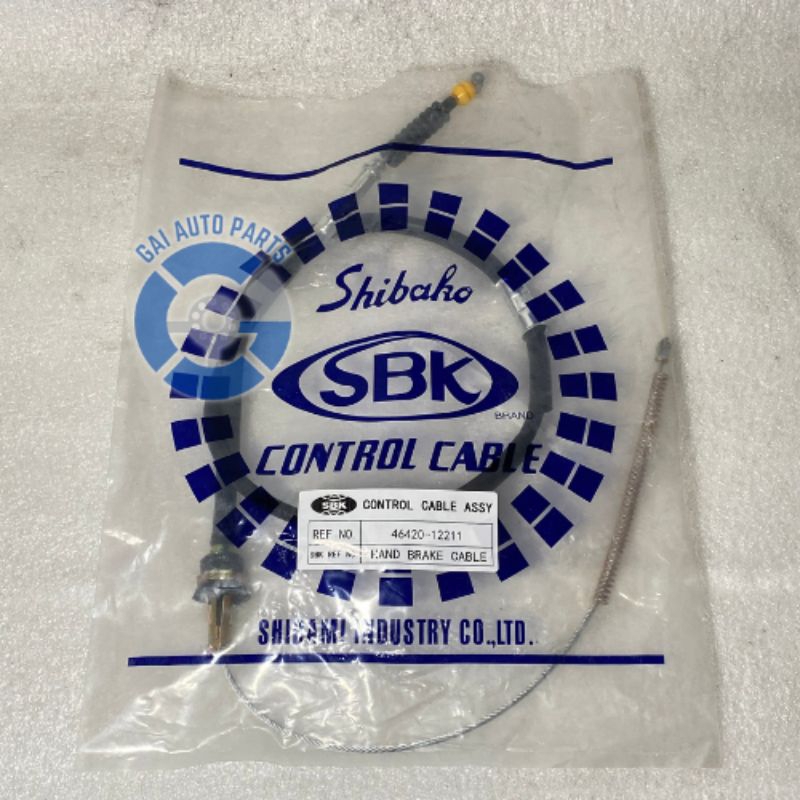 GAI AUTO PARTS
Shibako
SBK
BRAND
CONTROL CABLE
SBK CONTROL CABLE ASSY
REF NO. 46420-12211
SBK REF No. HAND BRAKE CABLE
SHIBAMI INDUSTRY CO.,LTD.